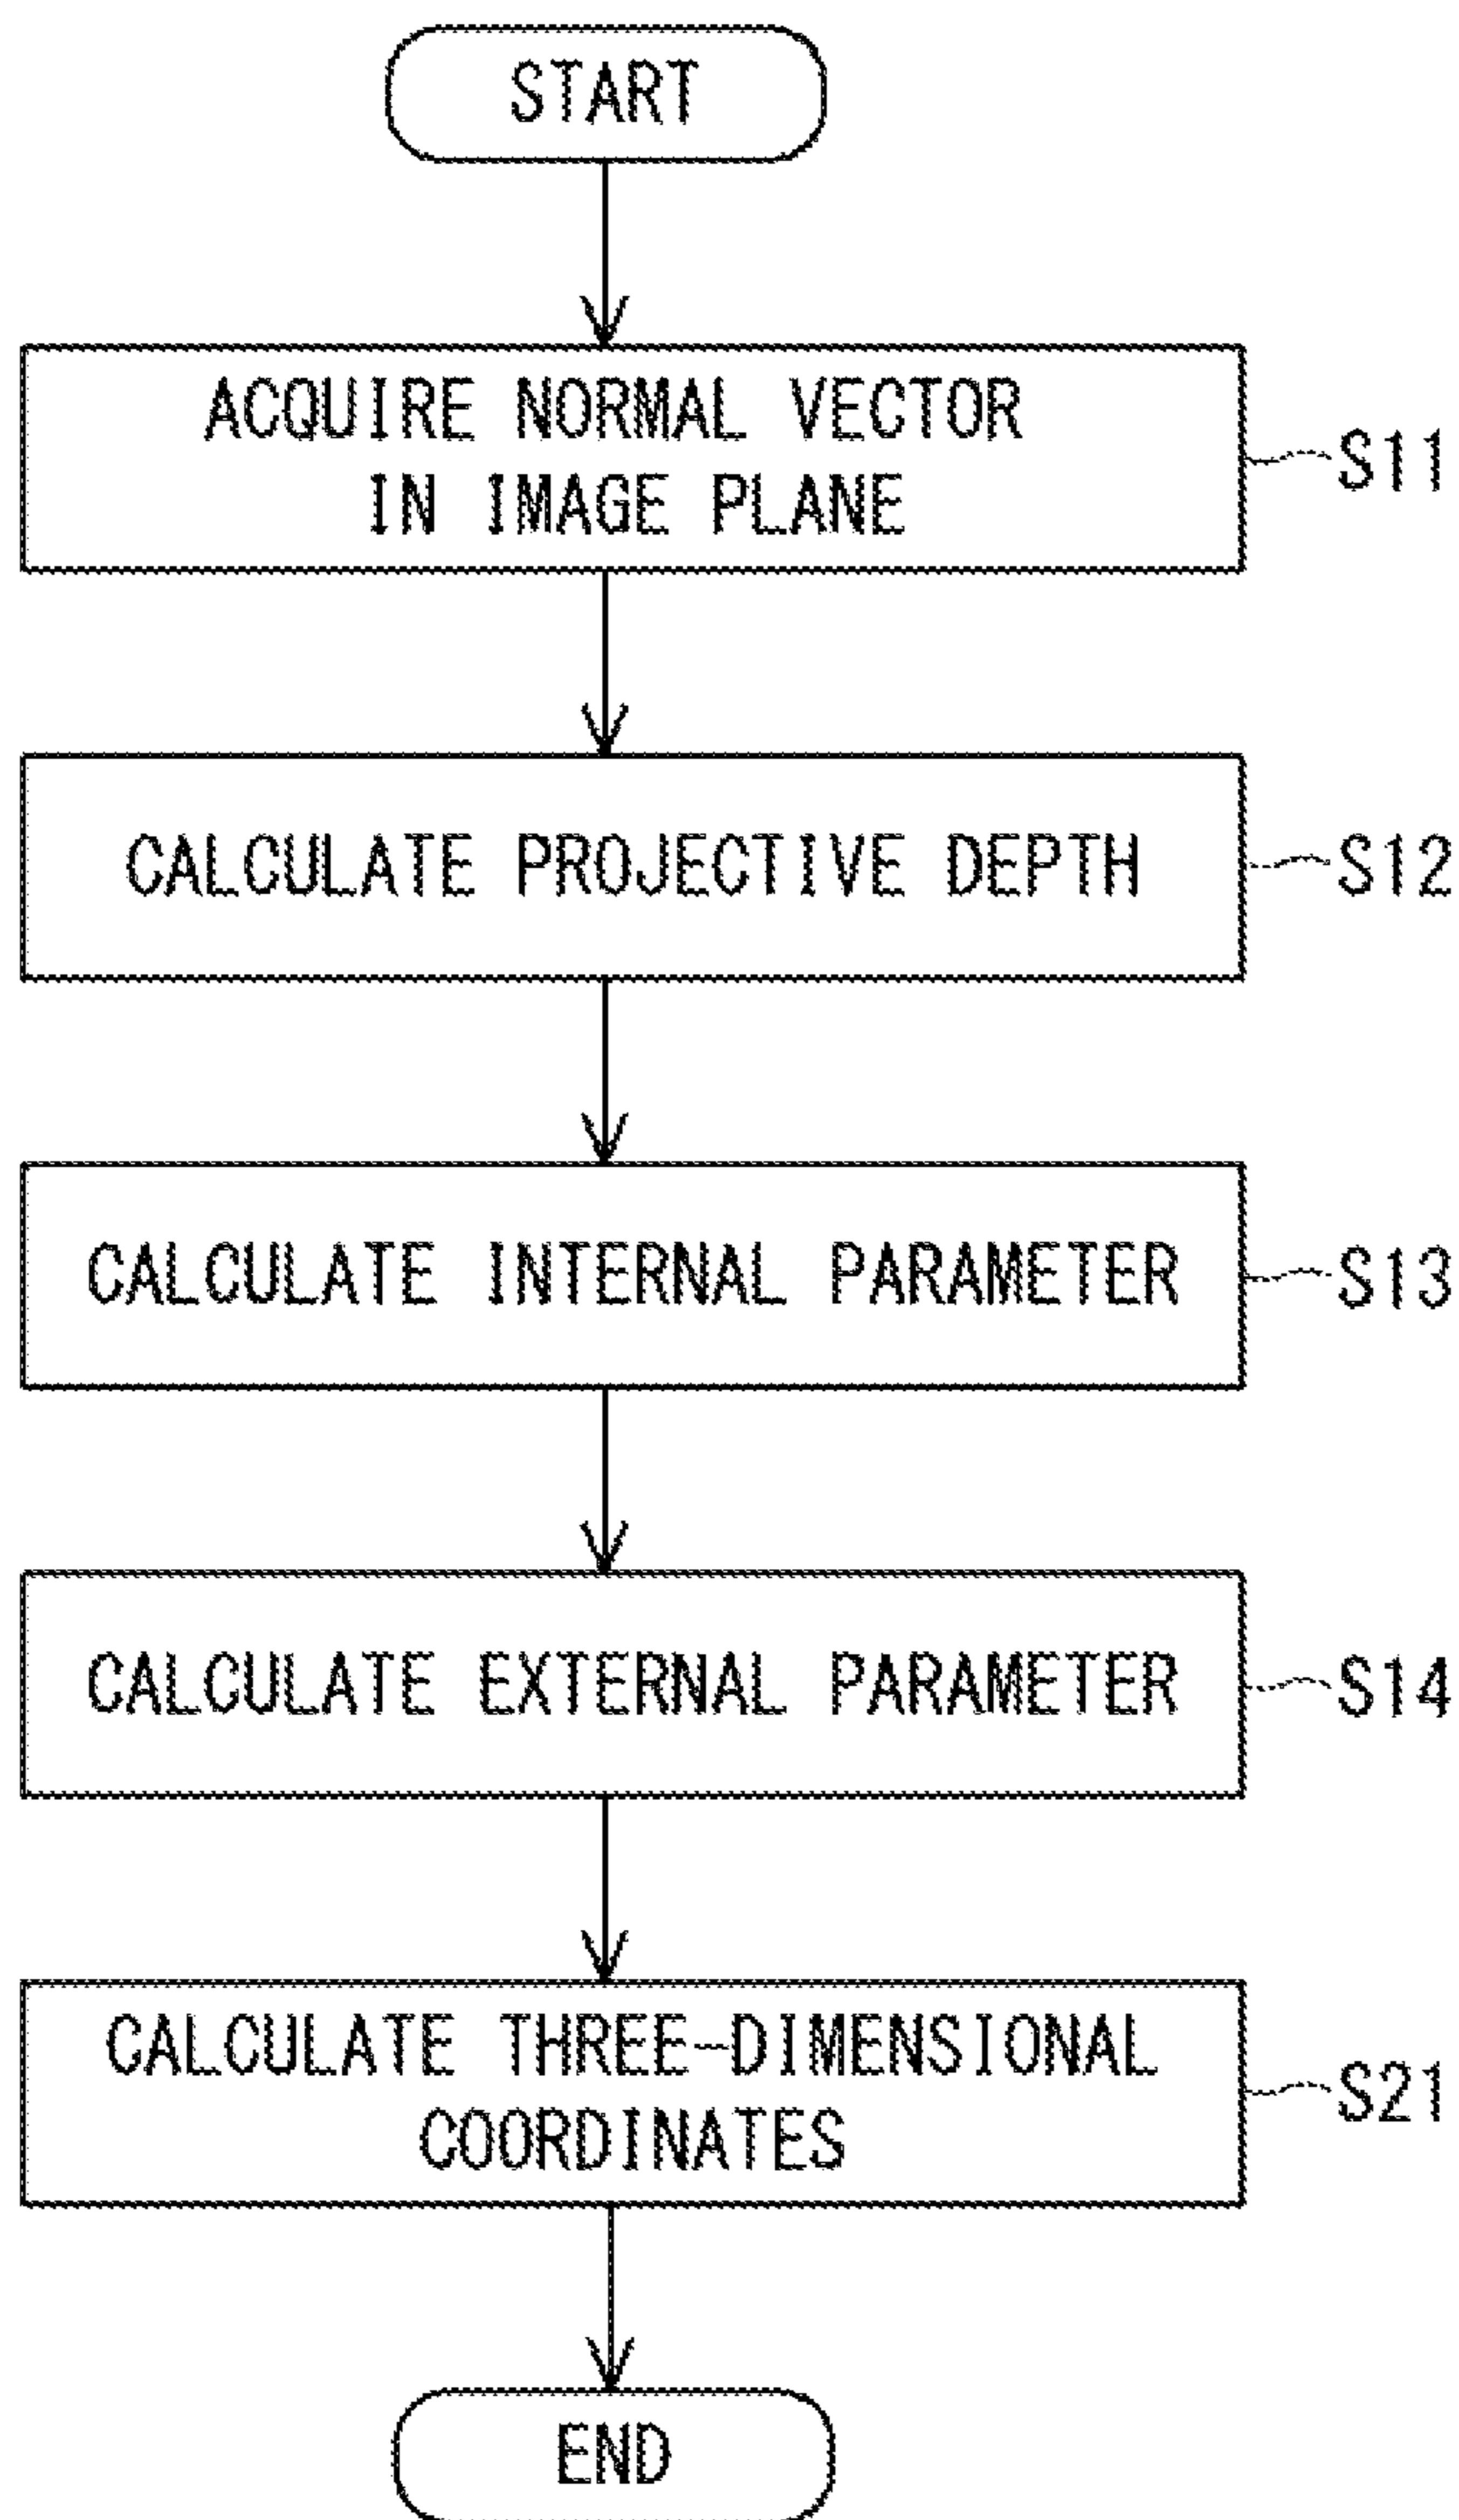 START
ACQUIRE NORMAL VECTOR
IN IMAGE PLANE
S11
CALCULATE PROJECTIVE DEPTH
S12
CALCULATE INTERNAL PARAMETER
S13
CALCULATE EXTERNAL PARAMETER
S14
CALCULATE THREE-DIMENSIONAL
COORDINATES
S21
END